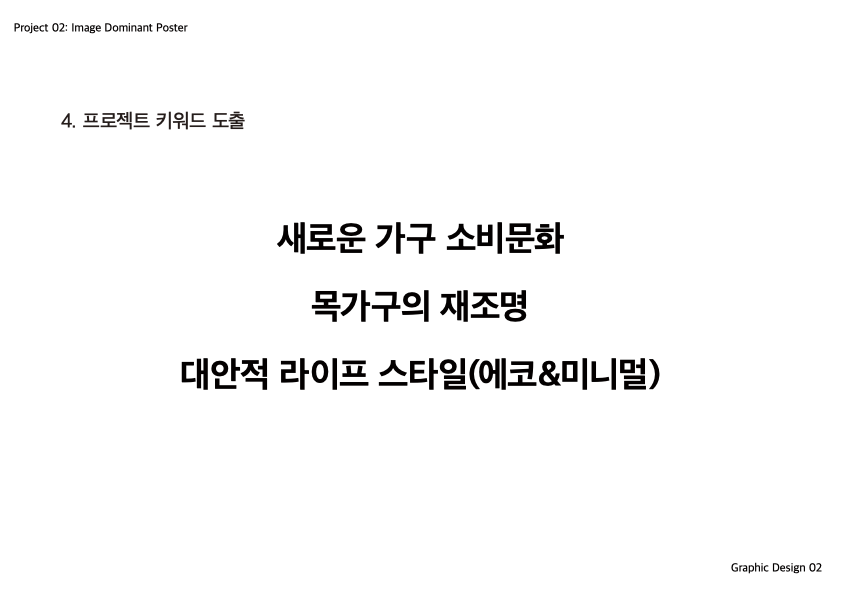 Project 02: Image Dominant Poster
4. 프로젝트 키워드 도출
새로운 가구 소비문화
목가구의 재조명
대안적 라이프 스타일(에코&미니멀)
Graphic Design 02